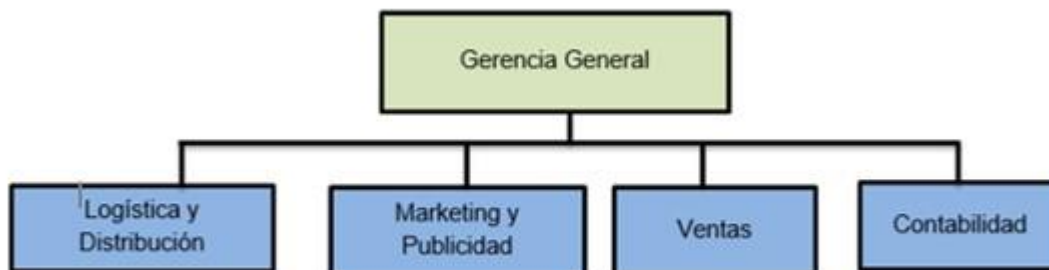 Gerencia General
Logística y
Distribución
Marketing y
Publicidad
Ventas
Contabilidad